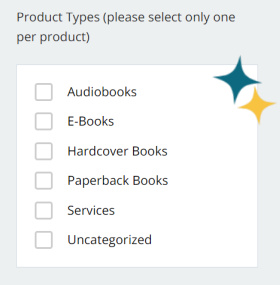 Product Types (please select only one
per product)
Audiobooks
E-Books
Hardcover Books
Paperback Books
Services
Uncategorized